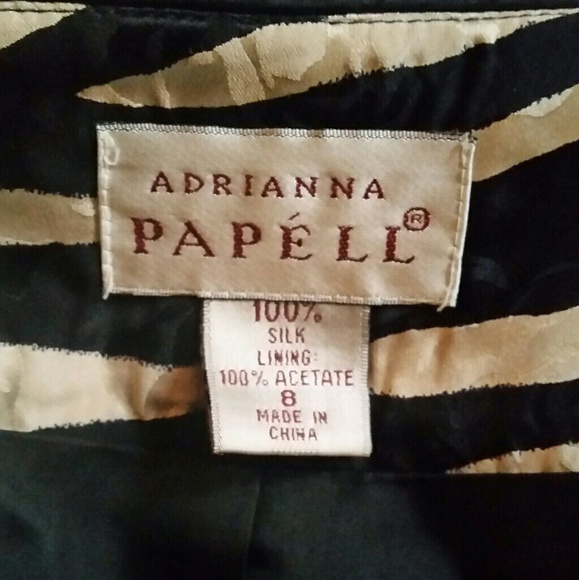 ADRIANNA
PAPÉLL®
100%
SILK
LINING:
100% ACETATE
8
MADE IN
CHINA